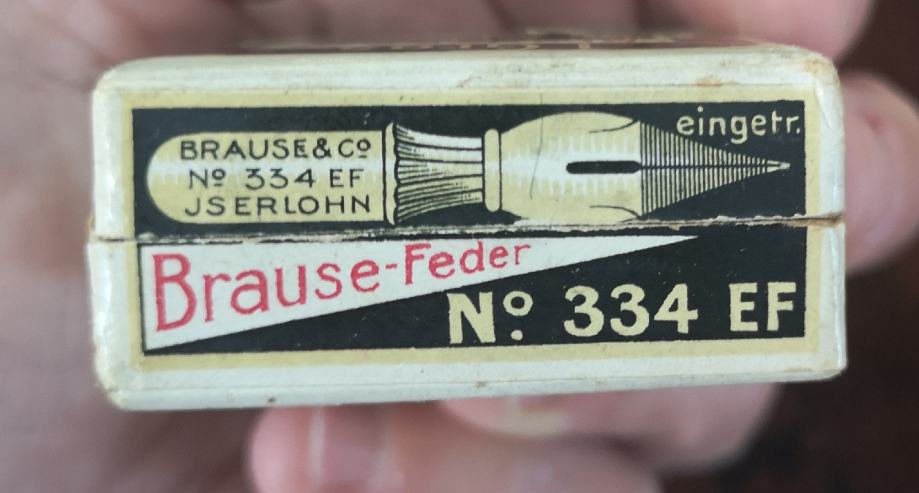 eingetr.
BRAUSE & Cº
Nº 334 EF
JSERLOHN
Brause-Feder
Nº 334 EF